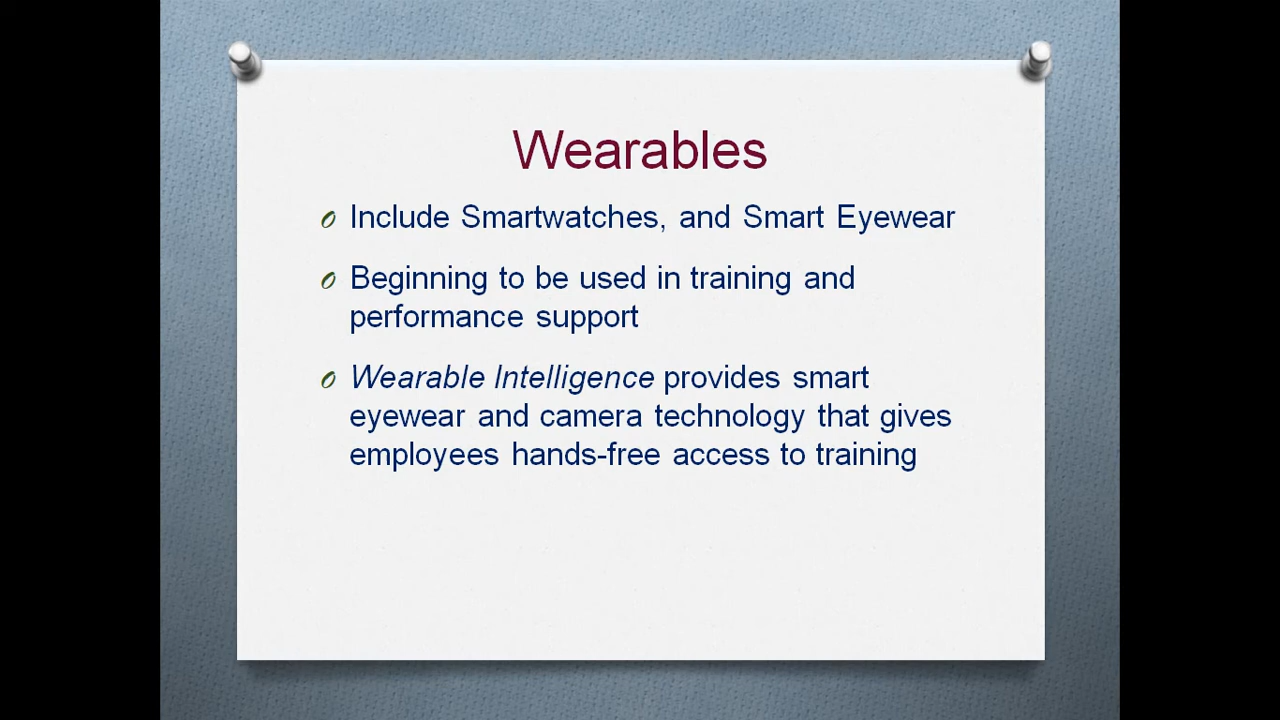 Wearables
Include Smartwatches, and Smart Eyewear
Beginning to be used in training and
performance support
Wearable Intelligence provides smart
eyewear and camera technology that gives
employees hands-free access to training